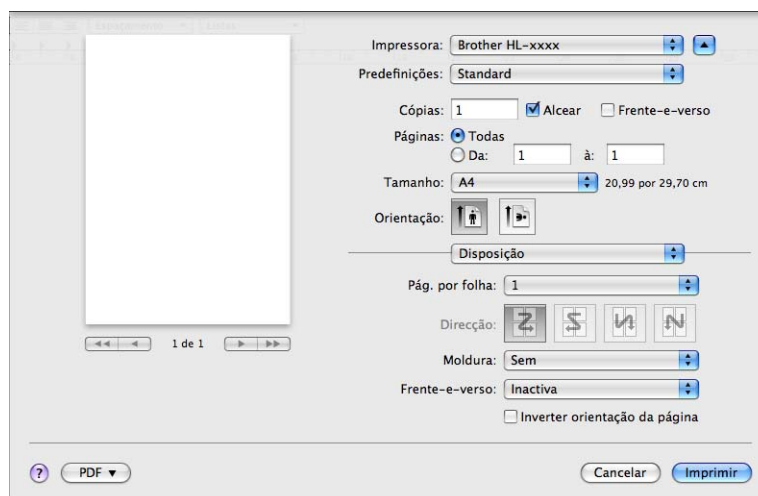 Espaçamento Listas
Impressora: Brother HL-xxxx
Predefinições: Standard
Cópias: 1 Alcear Frente-e-verso
Páginas: Todas
Da: 1 à: 1
Tamanho: A4 20,99 por 29,70 cm
Orientação:
Disposição
Pág. por folha: 1
Direcção:
1 de 1
Moldura: Sem
Frente-e-verso: Inactiva
Inverter orientação da página
? PDF Cancelar Imprimir